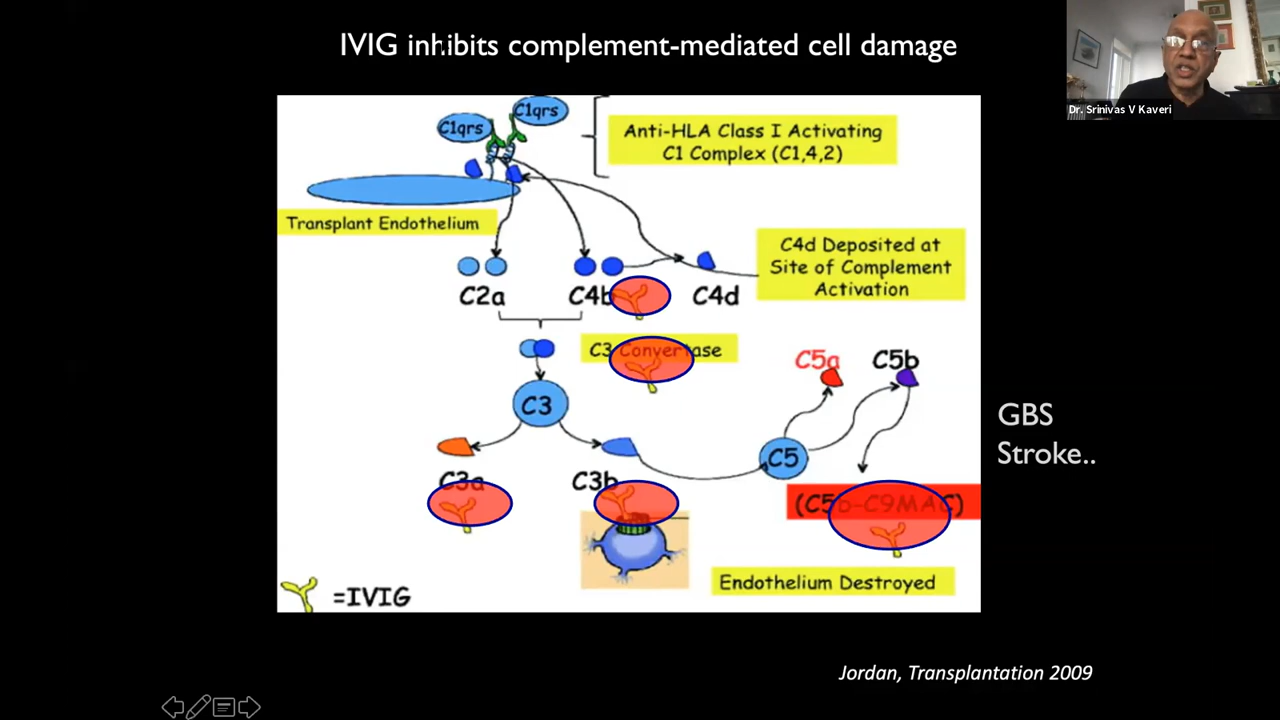 IVIG inhibits complement-mediated cell damage
Dr. Srinivas V Kaveri
C1qrs
C1qrs
Anti-HLA Class I Activating
C1 Complex (C1,4,2)
Transplant Endothelium
C4d Deposited at
Site of Complement
Activation
C2a
C4b
C4d
C3 Convertase
C5a
C5b
C3
C5
GBS
Stroke..
C3a
C3b
(C5b-C9MAC)
Endothelium Destroyed
=IVIG
Jordan, Transplantation 2009